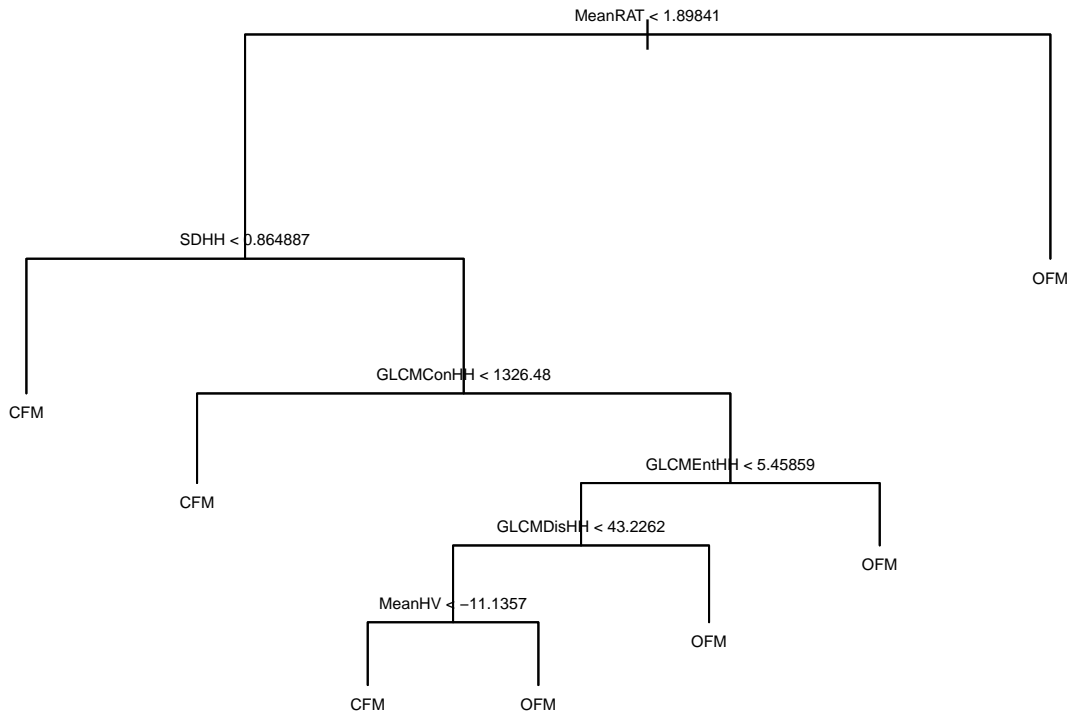 MeanRAT < 1.89841
SDHH < 0.864887
OFM
GLCMConHH < 1326.48
CFM
GLCMEntHH < 5.45859
CFM
GLCMDisHH < 43.2262
OFM
MeanHV < −11.1357
OFM
CFM
OFM